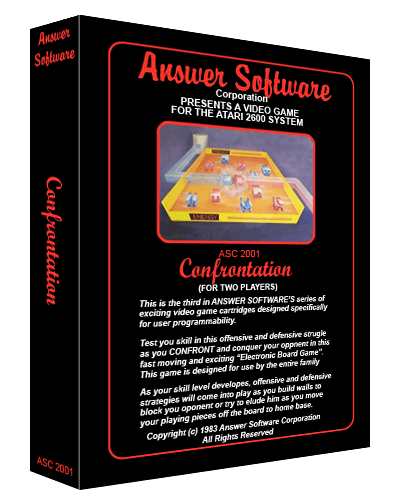 Answer
Software
Confrontation
ASC 2001
Answer Software
Corporation
PRESENTS A VIDEO GAME
FOR THE ATARI 2600 SYSTEM
ENERGY
ENERGY
ASC 2001
Confrontation
(FOR TWO PLAYERS)
This is the third in ANSWER SOFTWARE'S series of
exciting video game cartridges designed specifically
for user programmability.
Test you skill in this offensive and defensive strugle
as you CONFRONT and conquer your oppnent in this
fast moving and exciting "Electronic Board Game".
This game is designed for use by the entire family
As your skill level developes, offensive and defensive
strategies will come into play as you build walls to
block you oponent or try to elude him as you move
your playing pieces off the board to home base.
Copyright (c) 1983 Answer Software Corporation
All Rights Reserved